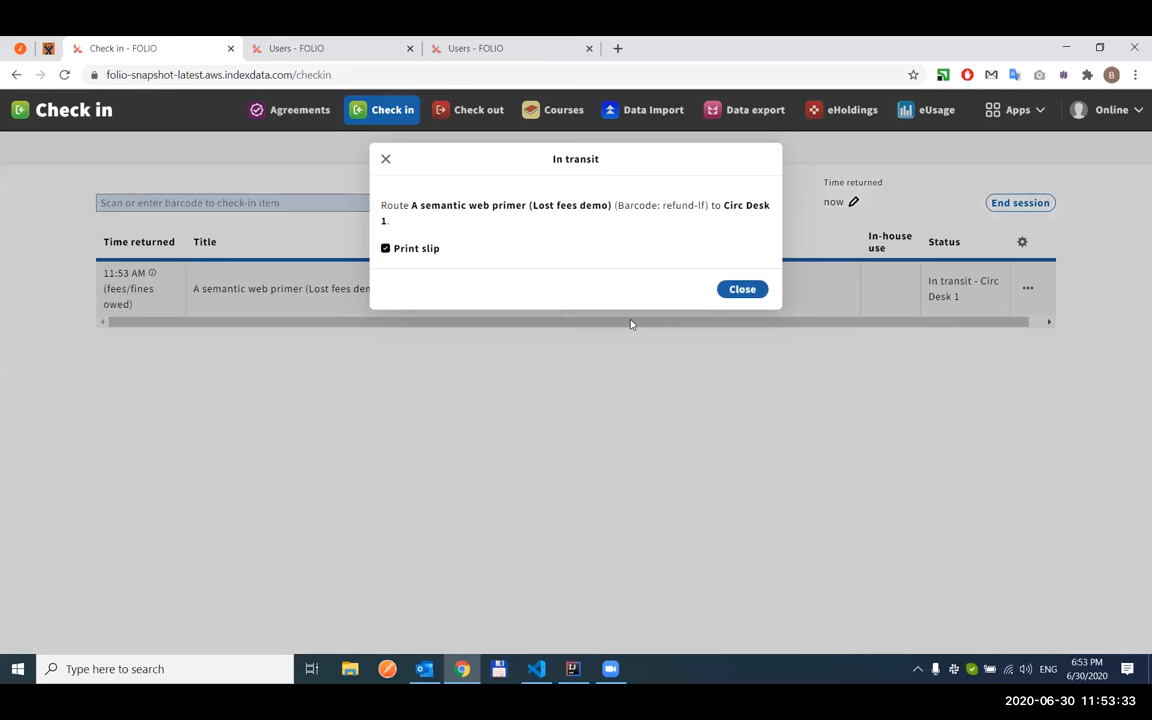 Check in - FOLIO
Users - FOLIO
Users - FOLIO
folio-snapshot-latest.aws.indexdata.com/checkin
B
Check in
Agreements
Check in
Check out
Courses
Data Import
Data export
eHoldings
eUsage
Apps
Online
In transit
Route A semantic web primer (Lost fees demo) (Barcode: refund-lf) to Circ Desk
1.
Print slip
Close
Scan or enter barcode to check-in item
Time returned
now
End session
Time returned
Title
In-house
use
Status
11:53 AM
(fees/fines
owed)
A semantic web primer (Lost fees den
In transit - Circ
Desk 1
Type here to search
ENG
6:53 PM
6/30/2020
2020-06-30 11:53:33